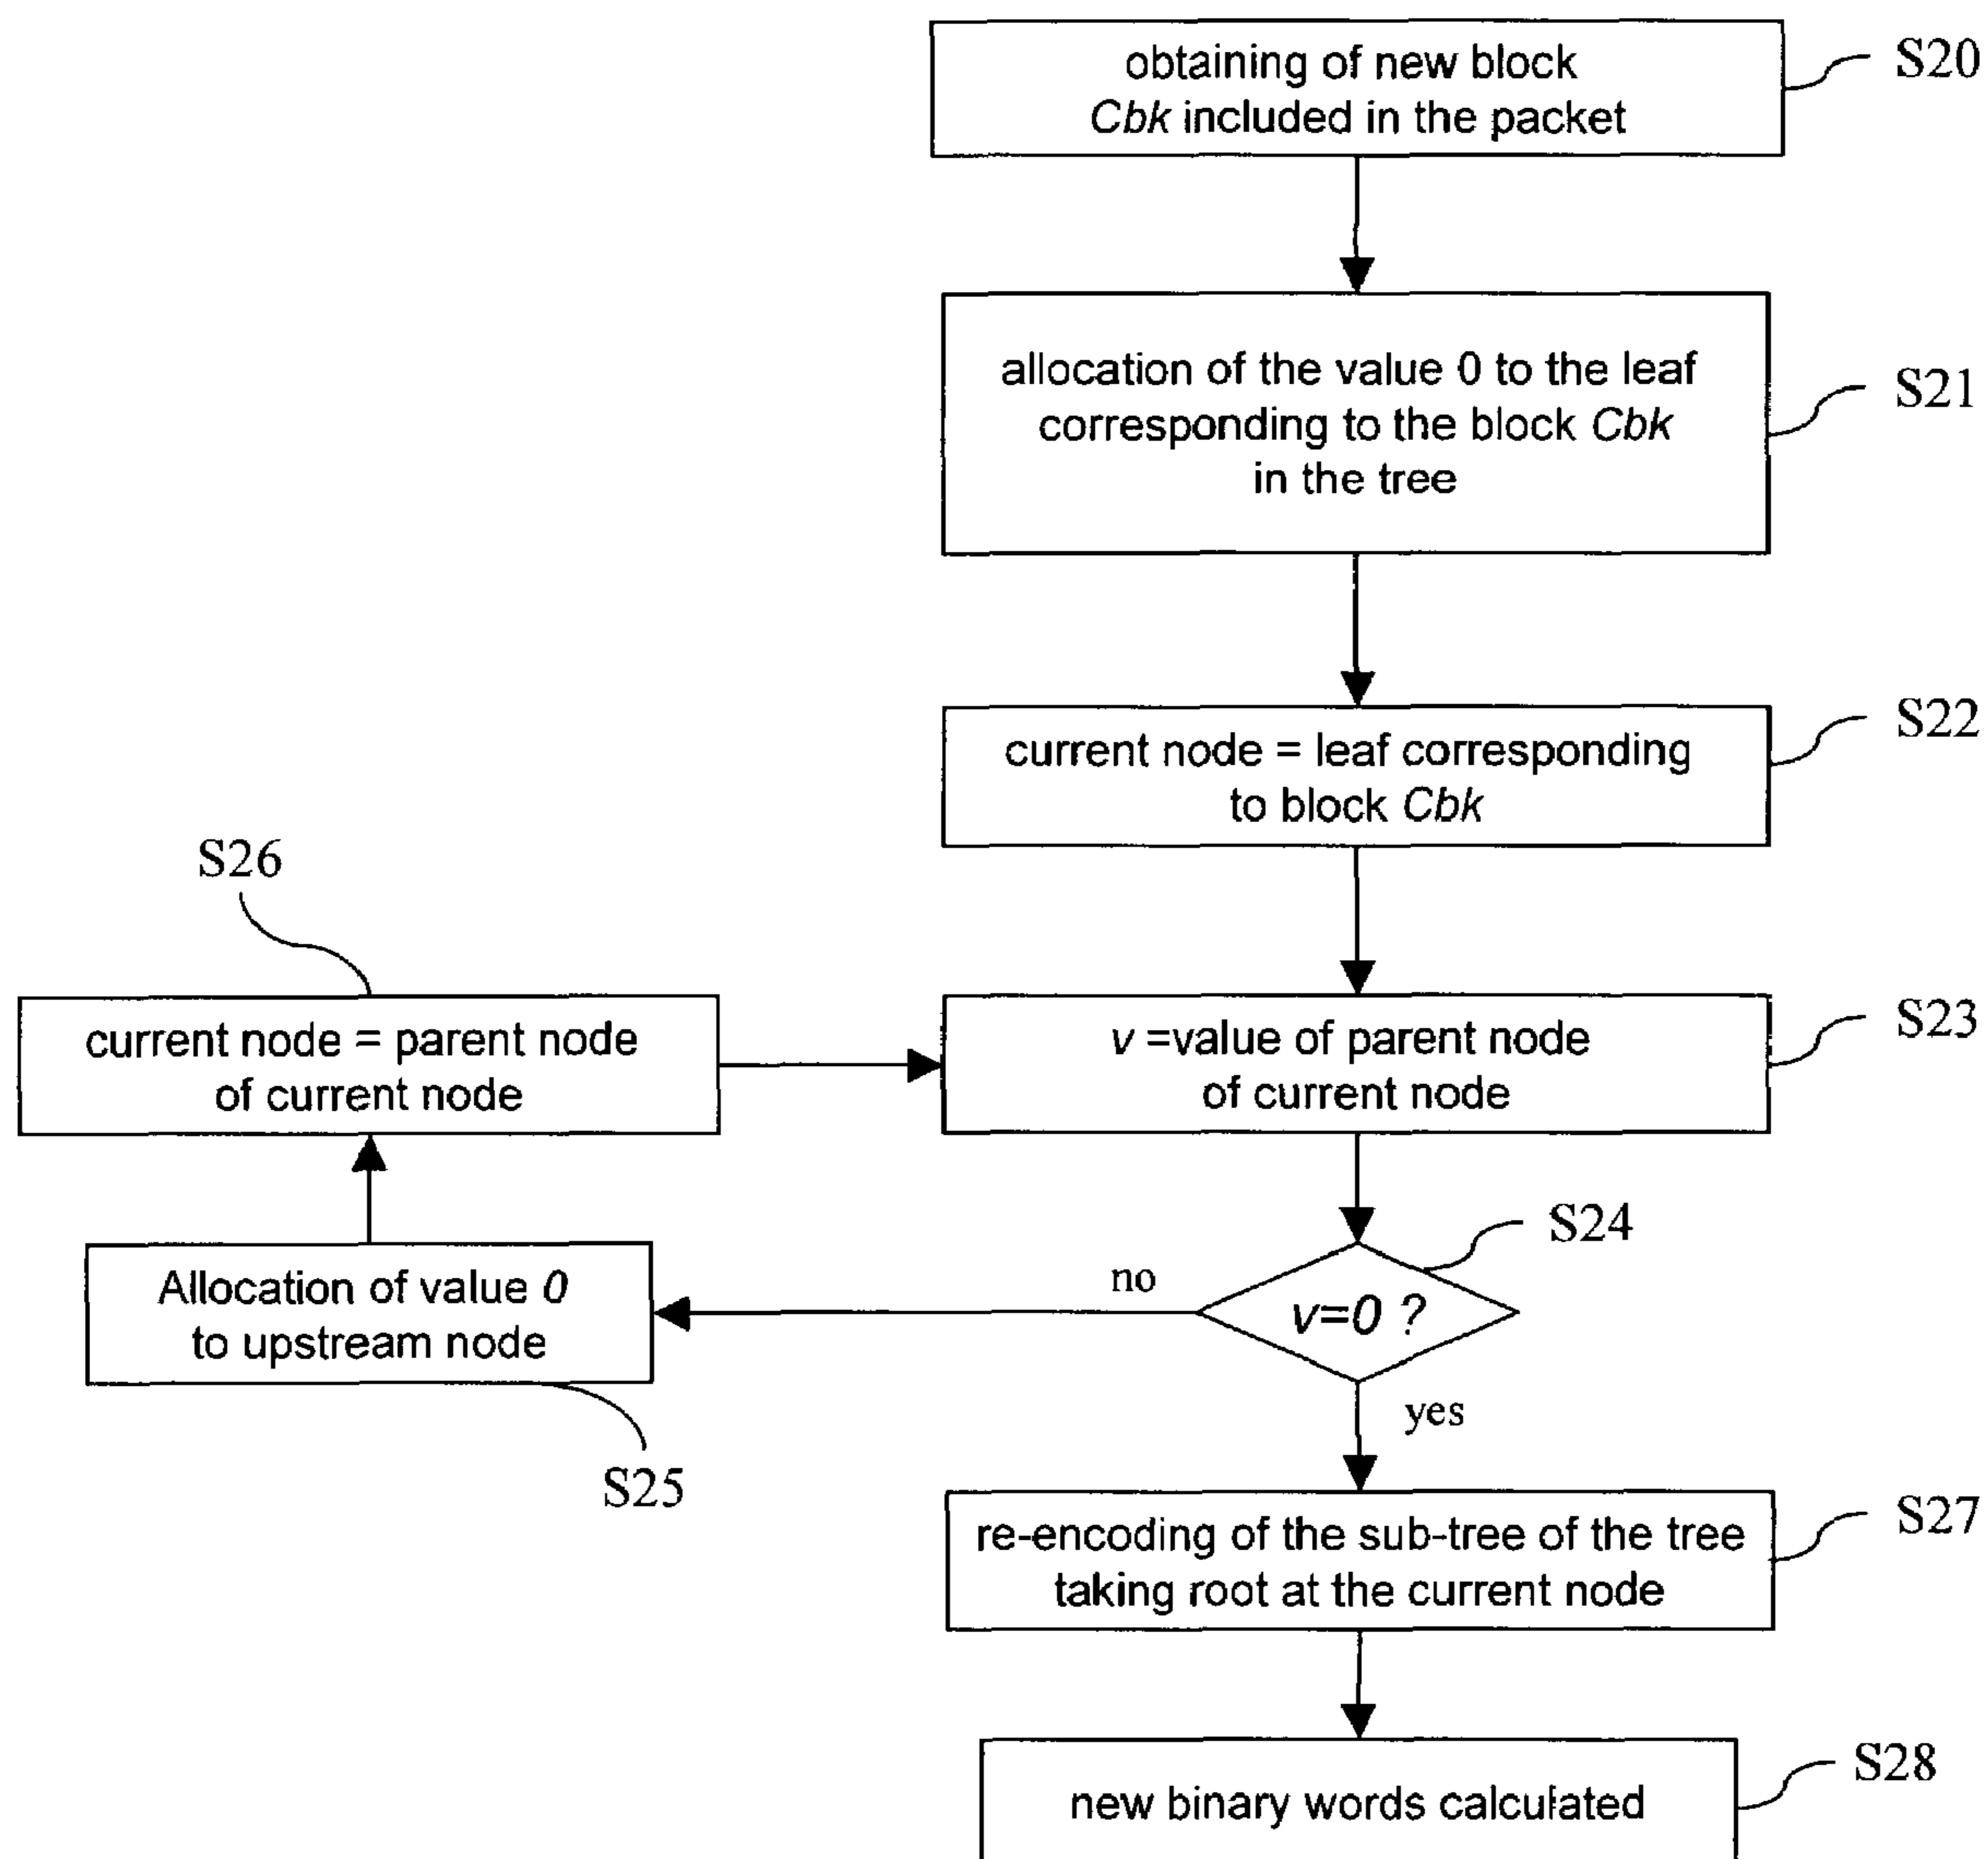 obtaining of new block
Cbk included in the packet
S20
allocation of the value 0 to the leaf
corresponding to the block Cbk
in the tree
S21
current node = leaf corresponding
to block Cbk
S22
S26
current node = parent node
of current node
v =value of parent node
of current node
S23
S24
v=0 ?
no
Allocation of value 0
to upstream node
S25
yes
re-encoding of the sub-tree of the tree
taking root at the current node
S27
new binary words calculated
S28